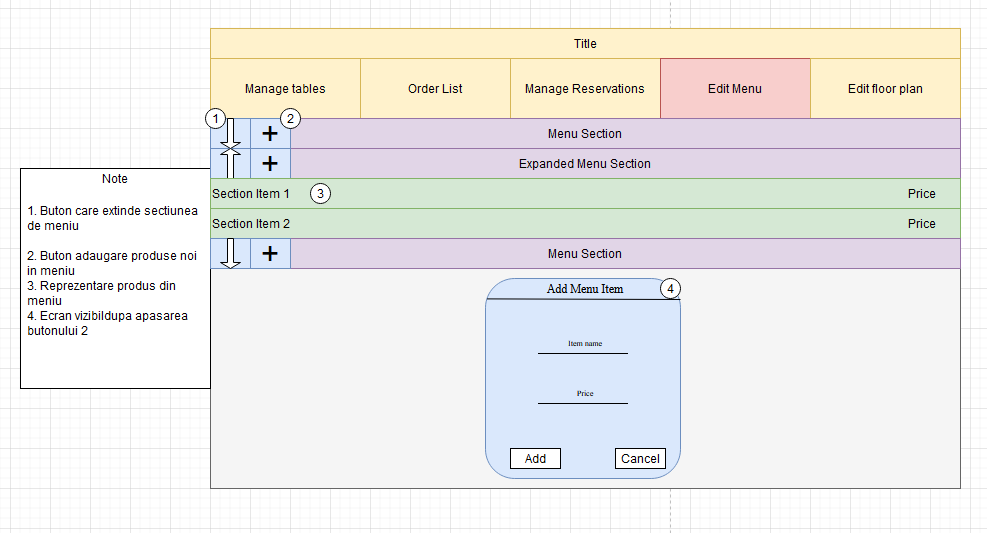 Title
Manage tables
Order List
Manage Reservations
Edit Menu
Edit floor plan
1
+
2
Menu Section
+
Expanded Menu Section
Section Item 1
3
Price
Section Item 2
Price
+
Menu Section
Note
1. Buton care extinde sectiunea
de meniu
2. Buton adaugare produse noi
in meniu
3. Reprezentare produs din
meniu
4. Ecran vizibildupa apasarea
butonului 2
Add Menu Item
4
Item name
Price
Add
Cancel